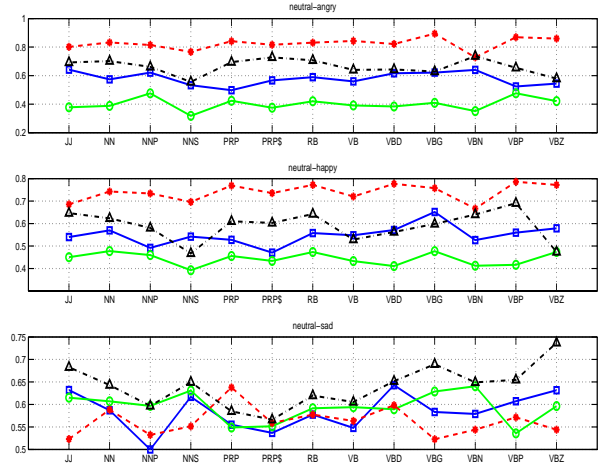 neutral-angry
1
0.8
0.6
0.4
0.2
JJ NN NNP NNS PRP PRP$ RB VB VBD VBG VBN VBP VBZ
neutral-happy
0.8
0.7
0.6
0.5
0.4
JJ NN NNP NNS PRP PRP$ RB VB VBD VBG VBN VBP VBZ
neutral-sad
0.75
0.7
0.65
0.6
0.55
0.5
JJ NN NNP NNS PRP PRP$ RB VB VBD VBG VBN VBP VBZ